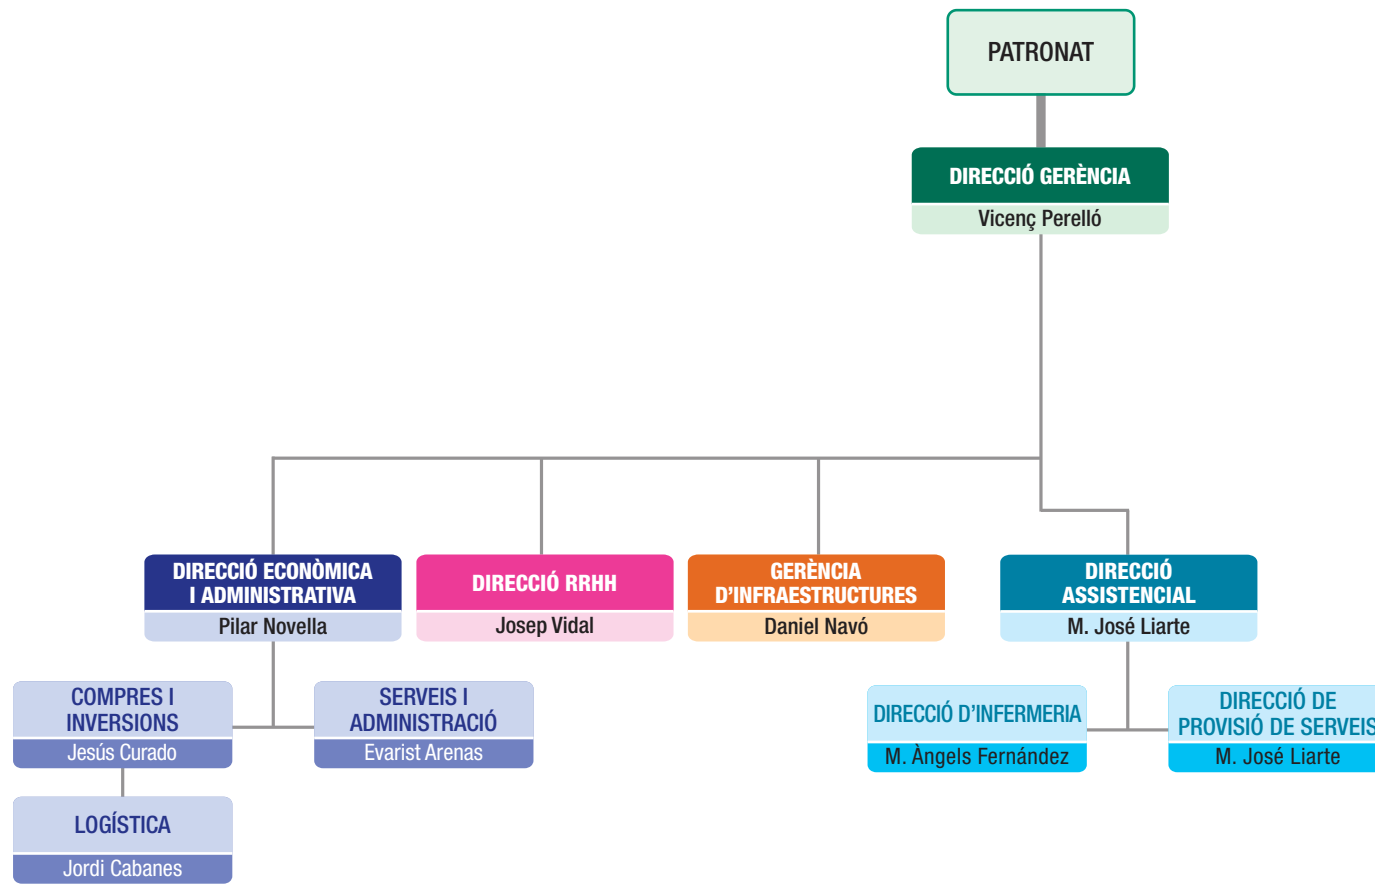 PATRONAT
DIRECCIÓ GERÈNCIA
Vicenç Perelló
DIRECCIÓ ECONÒMICA
I ADMINISTRATIVA
Pilar Novella
DIRECCIÓ RRHH
Josep Vidal
GERÈNCIA
D'INFRAESTRUCTURES
Daniel Navó
DIRECCIÓ
ASSISTENCIAL
M. José Liarte
COMPRES I
INVERSIONS
Jesús Curado
SERVEIS I
ADMINISTRACIÓ
Evarist Arenas
DIRECCIÓ D'INFERMERIA
M. Àngels Fernández
DIRECCIÓ DE
PROVISIÓ DE SERVEIS
M. José Liarte
LOGÍSTICA
Jordi Cabanes